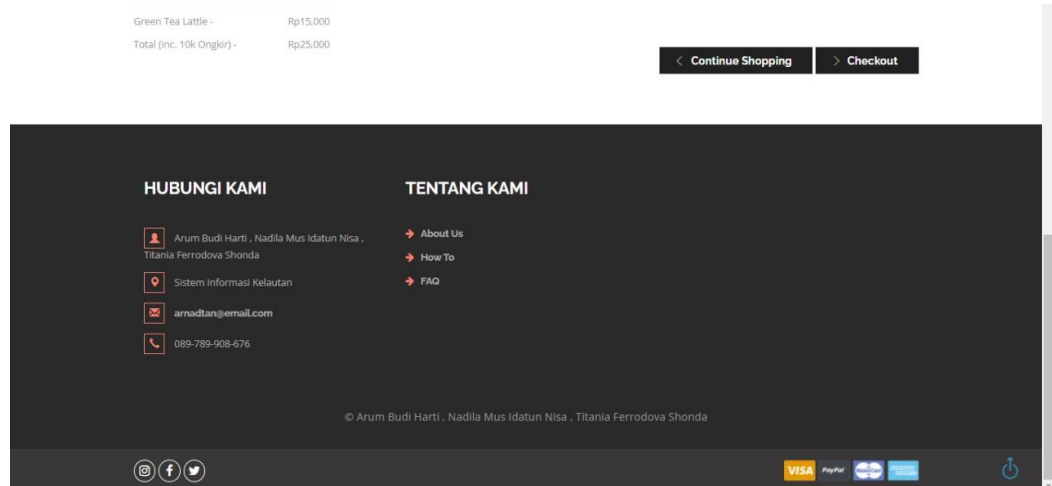 Green Tea Lattle - Rp15,000
Total (inc. 10k Ongkir) - Rp25,000
Continue Shopping
Checkout
HUBUNGI KAMI
Arum Budi Harti , Nadila Mus Idatun Nisa ,
Titania Ferrodova Shonda
Sistem Informasi Kelautan
arnadtan@email.com
089-789-908-676
TENTANG KAMI
About Us
How To
FAQ
© Arum Budi Harti , Nadila Mus Idatun Nisa , Titania Ferrodova Shonda
VISA PayPal MasterCard